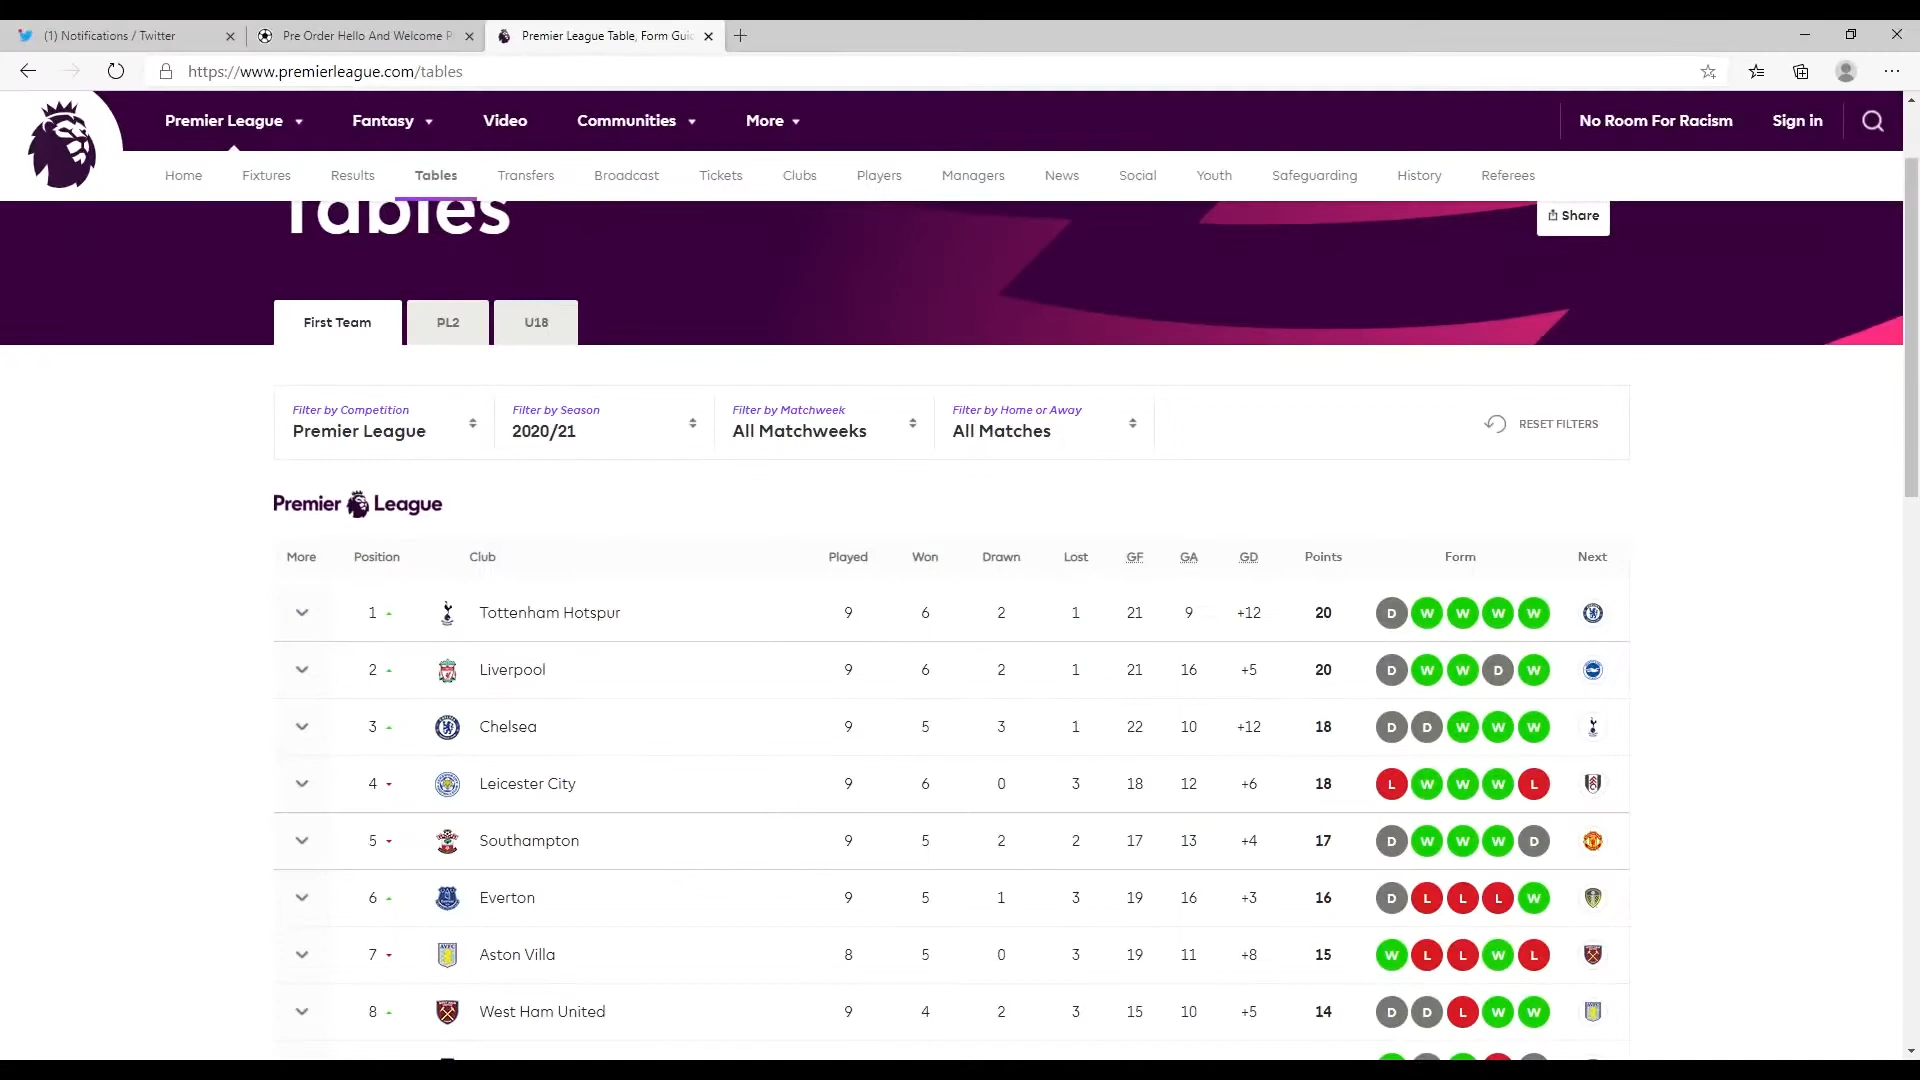 (1) Notifications / Twitter
Pre Order Hello And Welcome P
Premier League Table, Form Gui
https://www.premierleague.com/tables
Premier League
Fantasy
Video
Communities
More
No Room For Racism
Sign in
Home
Fixtures
Results
Tables
Transfers
Broadcast
Tickets
Clubs
Players
Managers
News
Social
Youth
Safeguarding
History
Referees
Tables
Share
First Team
PL2
U18
Filter by Competition
Premier League
Filter by Season
2020/21
Filter by Matchweek
All Matchweeks
Filter by Home or Away
All Matches
RESET FILTERS
Premier League
More Position Club Played Won Drawn Lost GF GA GD Points Form Next
1 Tottenham Hotspur 9 6 2 1 21 9 +12 20 D W W W W
2 Liverpool 9 6 2 1 21 16 +5 20 D W W D W
3 Chelsea 9 5 3 1 22 10 +12 18 D D W W W
4 Leicester City 9 6 0 3 18 12 +6 18 L W W W L
5 Southampton 9 5 2 2 17 13 +4 17 D W W W D
6 Everton 9 5 1 3 19 16 +3 16 D L L L W
7 Aston Villa 8 5 0 3 19 11 +8 15 W L L W L
8 West Ham United 9 4 2 3 15 10 +5 14 D D L W W